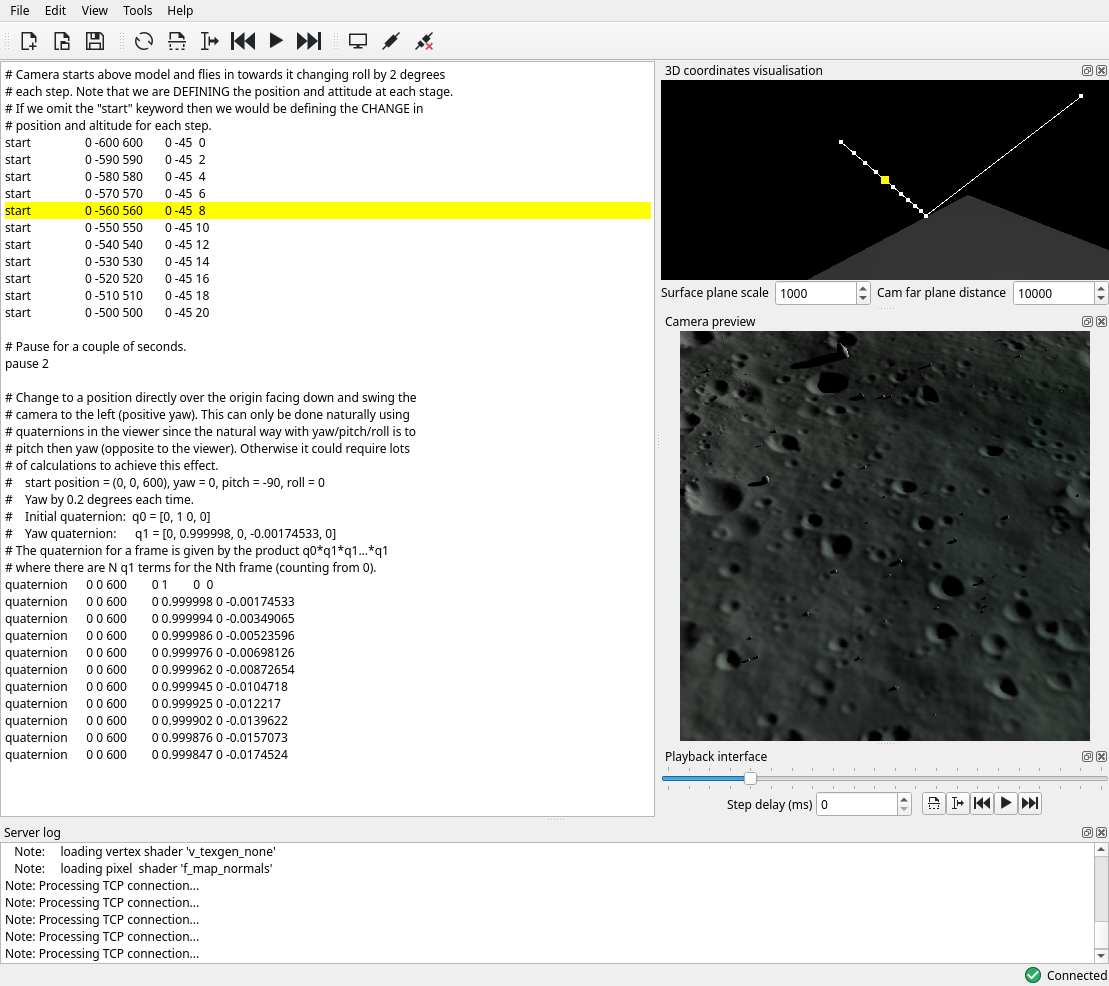 File Edit View Tools Help
# Camera starts above model and flies in towards it changing roll by 2 degrees
# each step. Note that we are DEFINING the position and attitude at each stage.
# If we omit the "start" keyword then we would be defining the CHANGE in
# position and altitude for each step.
start 0 -600 600 0 -45 0
start 0 -590 590 0 -45 2
start 0 -580 580 0 -45 4
start 0 -570 570 0 -45 6
start 0 -560 560 0 -45 8
start 0 -550 550 0 -45 10
start 0 -540 540 0 -45 12
start 0 -530 530 0 -45 14
start 0 -520 520 0 -45 16
start 0 -510 510 0 -45 18
start 0 -500 500 0 -45 20
# Pause for a couple of seconds.
pause 2
# Change to a position directly over the origin facing down and swing the
# camera to the left (positive yaw). This can only be done naturally using
# quaternions in the viewer since the natural way with yaw/pitch/roll is to
# pitch then yaw (opposite to the viewer). Otherwise it could require lots
# of calculations to achieve this effect.
# start position = (0, 0, 600), yaw = 0, pitch = -90, roll = 0
# Yaw by 0.2 degrees each time.
# Initial quaternion: q0 = [0, 1 0, 0]
# Yaw quaternion: q1 = [0, 0.999998, 0, -0.00174533, 0]
# The quaternion for a frame is given by the product q0*q1*q1...*q1
# where there are N q1 terms for the Nth frame (counting from 0).
quaternion 0 0 600 0 1 0 0
quaternion 0 0 600 0 0.999998 0 -0.00174533
quaternion 0 0 600 0 0.999994 0 -0.00349065
quaternion 0 0 600 0 0.999986 0 -0.00523596
quaternion 0 0 600 0 0.999976 0 -0.00698126
quaternion 0 0 600 0 0.999962 0 -0.00872654
quaternion 0 0 600 0 0.999945 0 -0.0104718
quaternion 0 0 600 0 0.999925 0 -0.012217
quaternion 0 0 600 0 0.999902 0 -0.0139622
quaternion 0 0 600 0 0.999876 0 -0.0157073
quaternion 0 0 600 0 0.999847 0 -0.0174524
3D coordinates visualisation
Surface plane scale 1000 Cam far plane distance 10000
Camera preview
Playback interface
Step delay (ms) 0
Server log
Note: loading vertex shader 'v_texgen_none'
Note: loading pixel shader 'f_map_normals'
Note: Processing TCP connection...
Note: Processing TCP connection...
Note: Processing TCP connection...
Note: Processing TCP connection...
Note: Processing TCP connection...
Connected